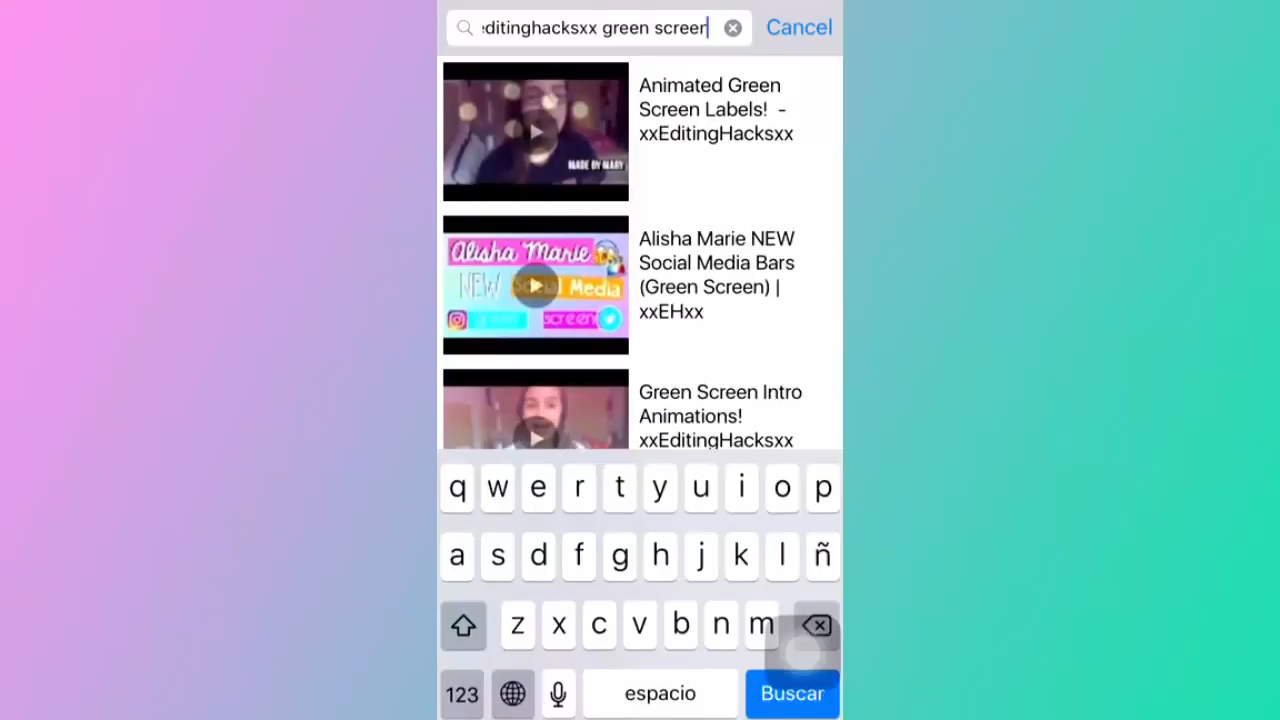 editinghacksxx green screen
Cancel
Animated Green
Screen Labels! -
xxEditingHacksxx
MADE BY MARY
Alisha Marie NEW
Social Media Bars
(Green Screen) |
xxEHxx
Alisha Marie
NEW Social Media
screen
Green Screen Intro
Animations!
xxEditingHacksxx
q w e r t y u i o p
a s d f g h j k l ñ
z x c v b n m
123 espacio Buscar